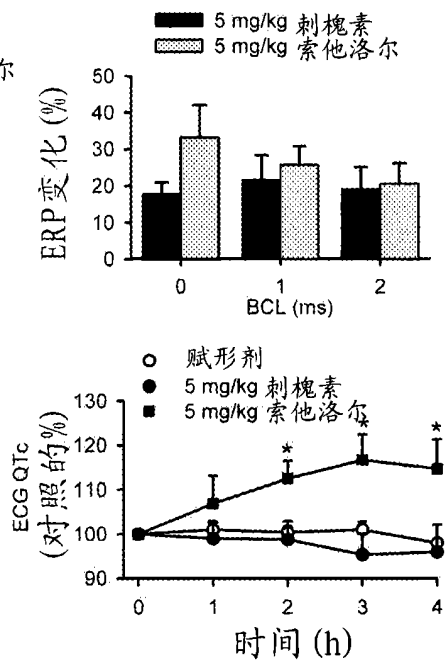 5 mg/kg 刺槐素
5 mg/kg 索他洛尔
尔
ERP变化 (%)
50
40
30
20
10
0
0 1 2
BCL (ms)
赋形剂
5 mg/kg 刺槐素
5 mg/kg 索他洛尔
ECG QTc
(对照的%)
130
120
110
100
90
* * *
0 1 2 3 4
时间 (h)